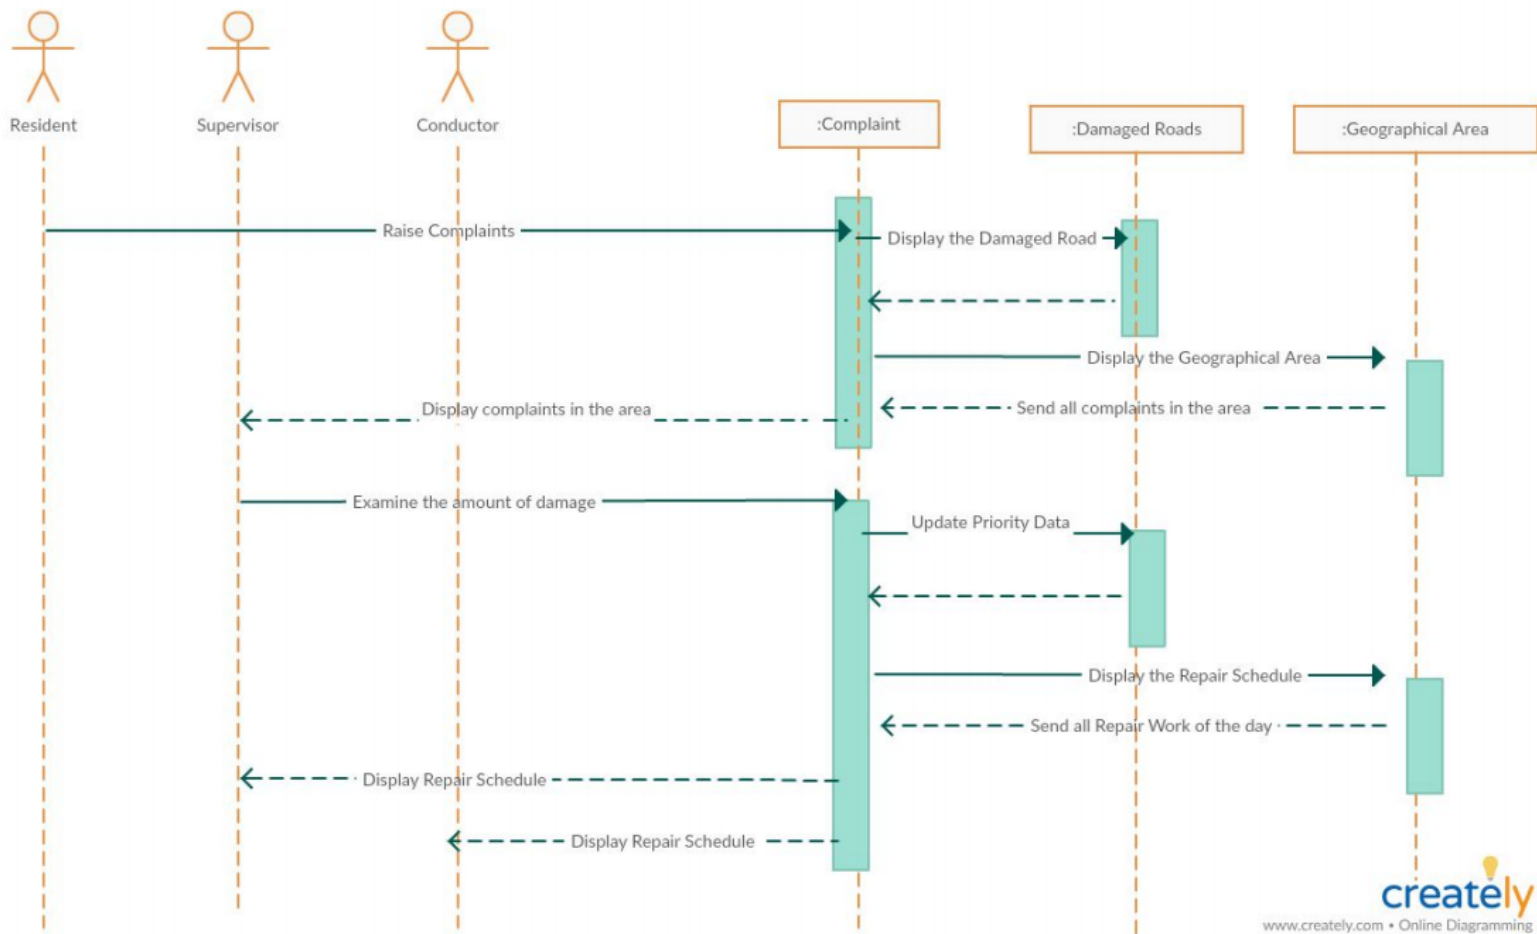 Resident
Supervisor
Conductor
:Complaint
:Damaged Roads
:Geographical Area
Raise Complaints
Display the Damaged Road
Display the Geographical Area
Display complaints in the area
Send all complaints in the area
Examine the amount of damage
Update Priority Data
Display the Repair Schedule
Send all Repair Work of the day
Display Repair Schedule
Display Repair Schedule
creately
www.creately.com • Online Diagramming